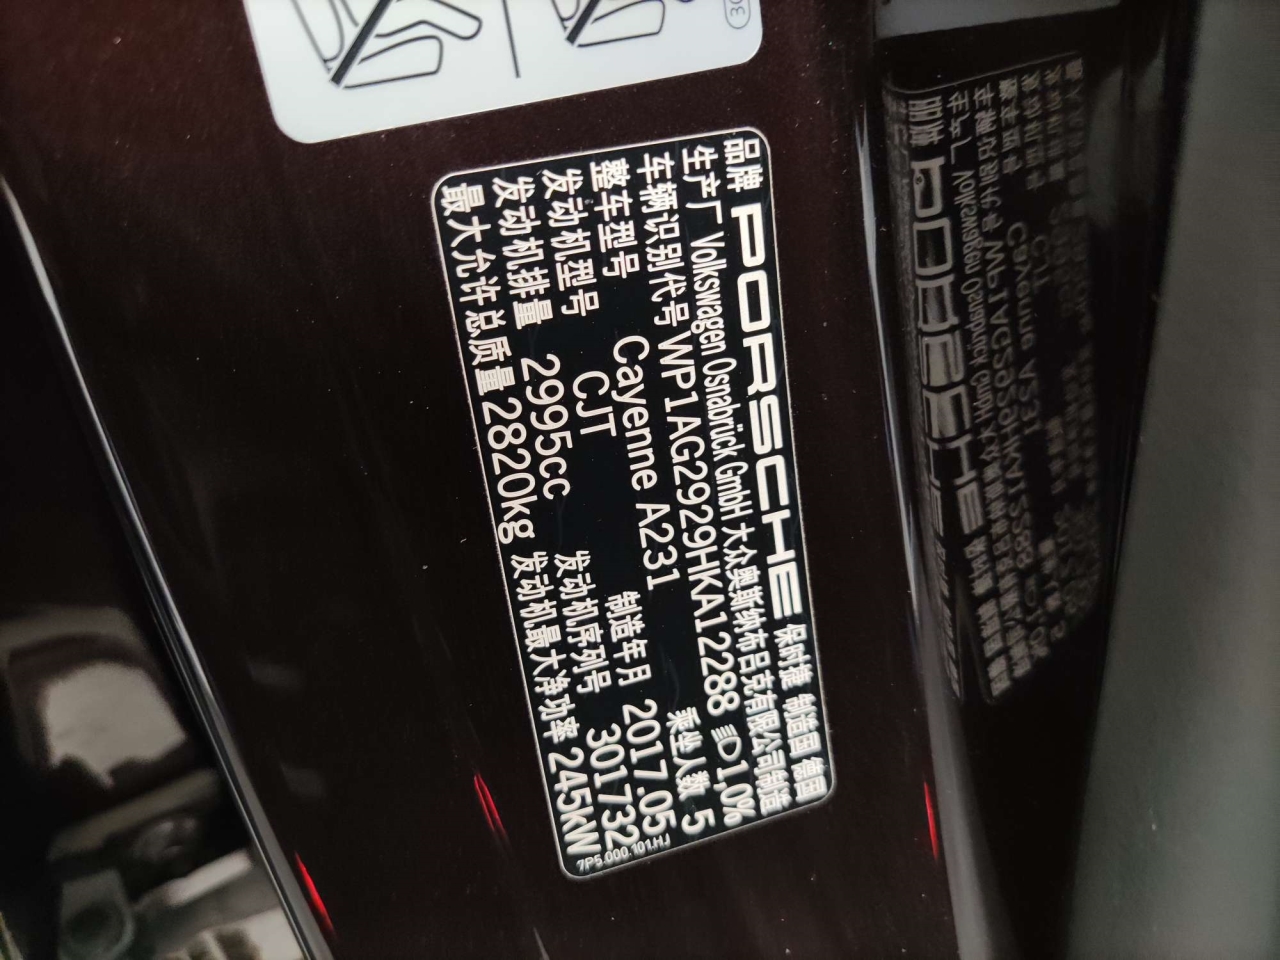 品牌 PORSCHE 保时捷 制造国 德国
生产厂 Volkswagen Osnabrück GmbH 大众奥斯纳布吕克有限公司制造
车辆识别代号 WP1AG2929HKA12288 1,0%
整车型号 Cayenne A231 乘坐人数 5
发动机型号 CJT 制造年月 2017.05
发动机排量 2995cc 发动机序列号 301732
最大允许总质量 2820kg 发动机最大净功率 245kW
7P5.000.101.HJ